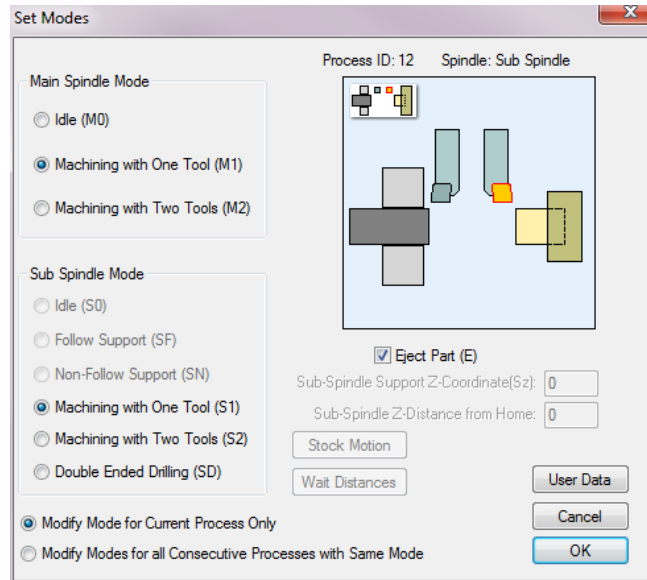 Set Modes
Process ID: 12 Spindle: Sub Spindle
Main Spindle Mode
Idle (M0)
Machining with One Tool (M1)
Machining with Two Tools (M2)
Sub Spindle Mode
Idle (S0)
Follow Support (SF)
Non-Follow Support (SN)
Machining with One Tool (S1)
Machining with Two Tools (S2)
Double Ended Drilling (SD)
Eject Part (E)
Sub-Spindle Support Z-Coordinate(Sz): 0
Sub-Spindle Z-Distance from Home: 0
Stock Motion
Wait Distances
User Data
Cancel
OK
Modify Mode for Current Process Only
Modify Modes for all Consecutive Processes with Same Mode